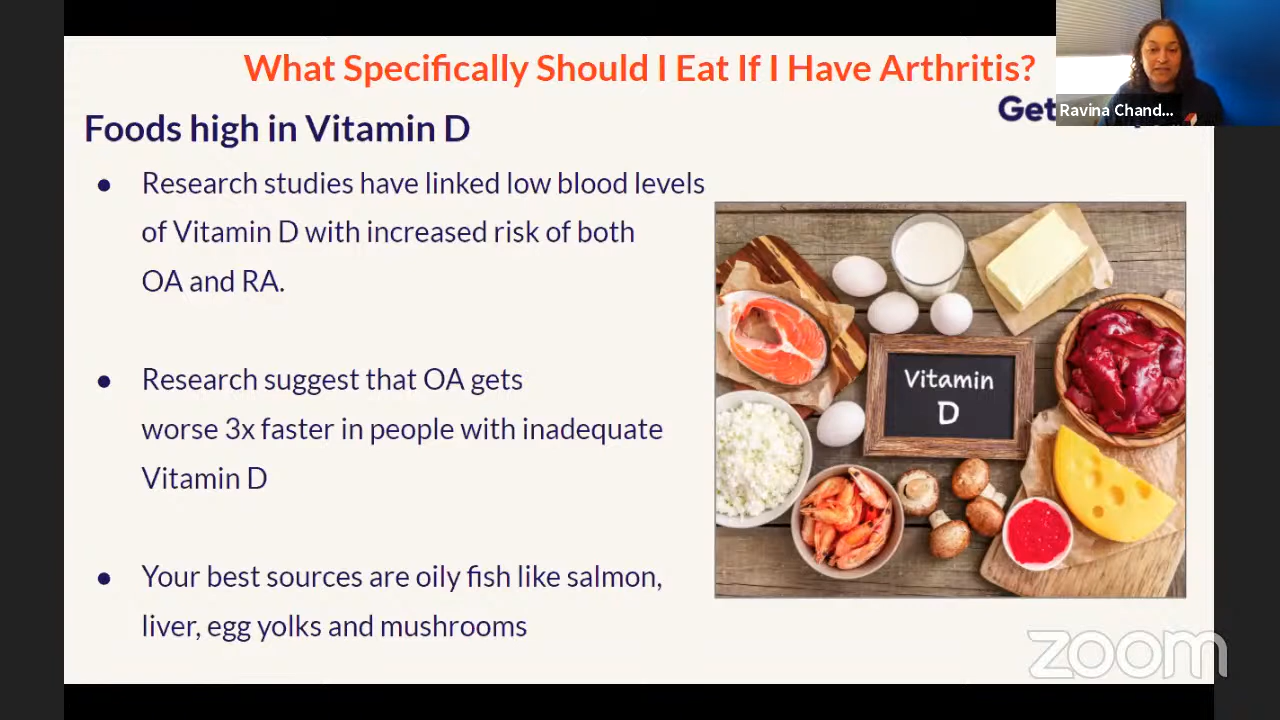 What Specifically Should I Eat If I Have Arthritis?
Get
Ravina Chand...
Foods high in Vitamin D
● Research studies have linked low blood levels
of Vitamin D with increased risk of both
OA and RA.
● Research suggest that OA gets
worse 3x faster in people with inadequate
Vitamin D
● Your best sources are oily fish like salmon,
liver, egg yolks and mushrooms
Vitamin
D
zoom